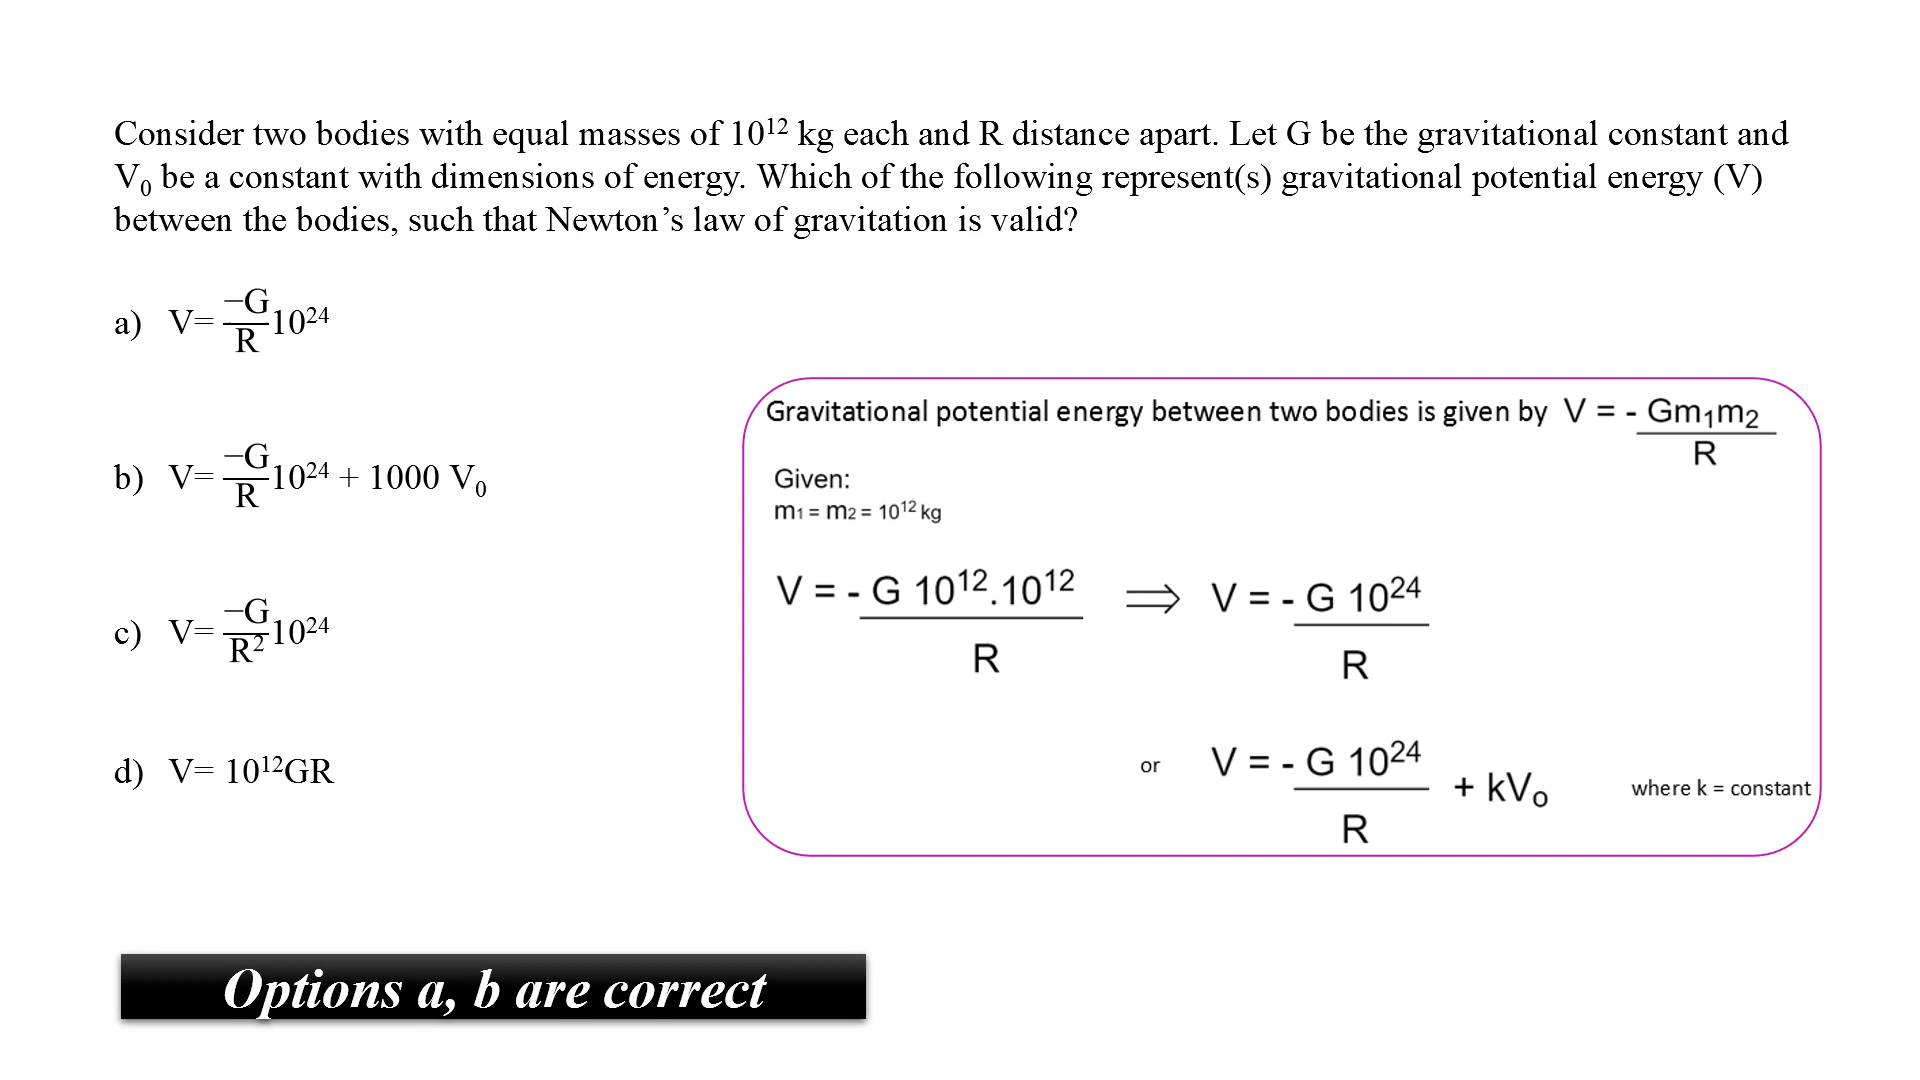 Consider two bodies with equal masses of 10¹² kg each and R distance apart. Let G be the gravitational constant and
V₀ be a constant with dimensions of energy. Which of the following represent(s) gravitational potential energy (V)
between the bodies, such that Newton’s law of gravitation is valid?
a) V= −G/R 10²⁴
b) V= −G/R 10²⁴ + 1000 V₀
c) V= −G/R² 10²⁴
d) V= 10¹²GR
Gravitational potential energy between two bodies is given by V = - Gm₁m₂/R
Given:
m₁ = m₂ = 10¹² kg
V = - G 10¹².10¹²/R ⟹ V = - G 10²⁴/R
or V = - G 10²⁴/R + kV₀ where k = constant
Options a, b are correct